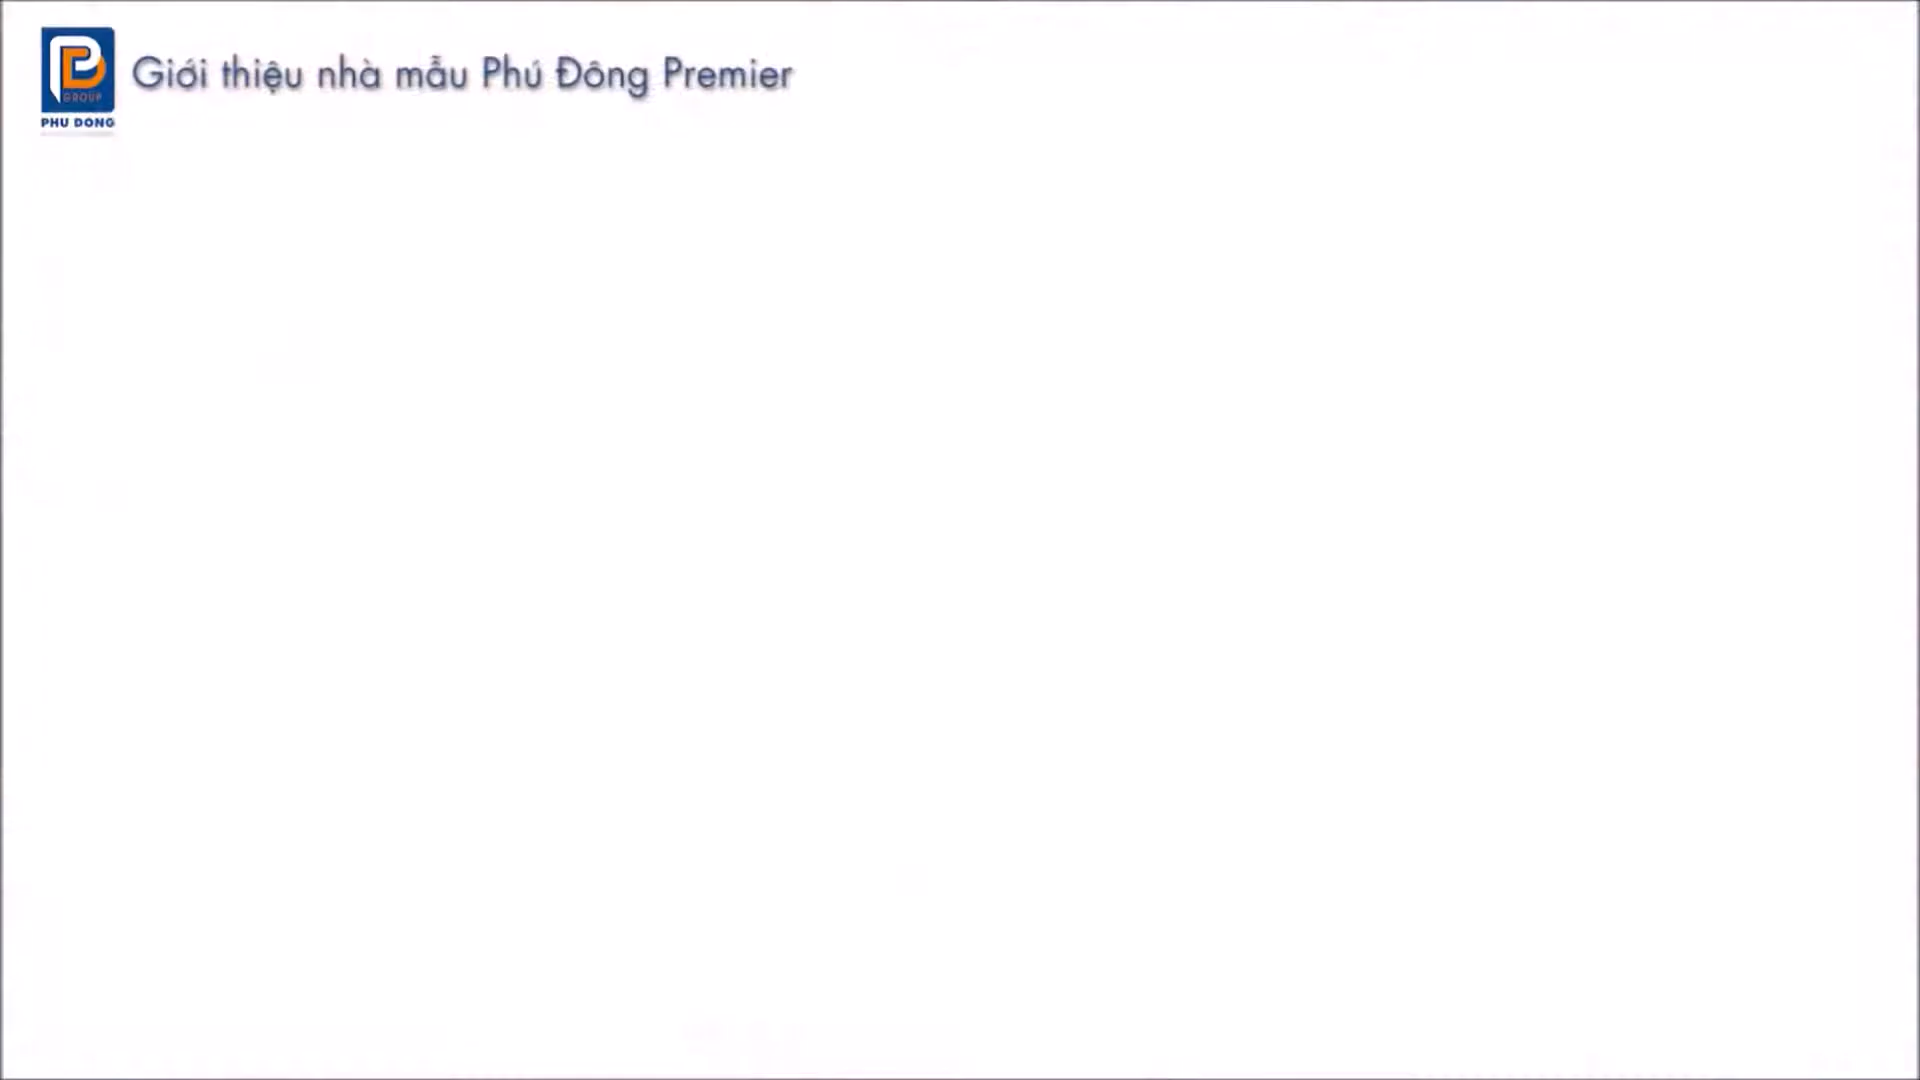 Giới thiệu nhà mẫu Phú Đông Premier
GROUP
PHU DONG